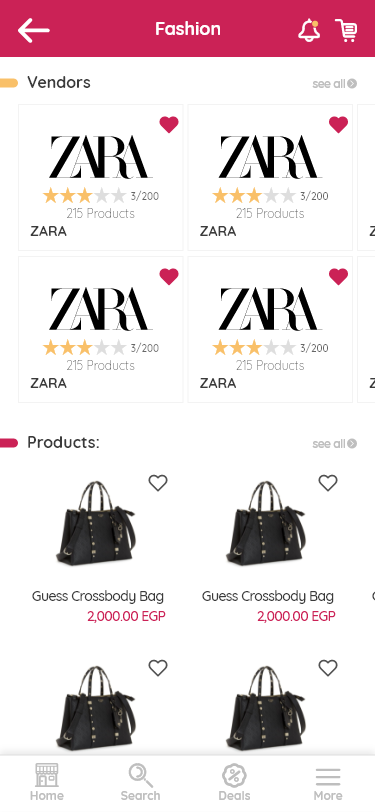 Fashion
Vendors
see all
ZARA ZARA
3/200 3/200
215 Products 215 Products
ZARA ZARA Z
ZARA ZARA
3/200 3/200
215 Products 215 Products
ZARA ZARA Z
Products:
see all
Guess Crossbody Bag Guess Crossbody Bag
2,000.00 EGP 2,000.00 EGP
Home Search Deals More